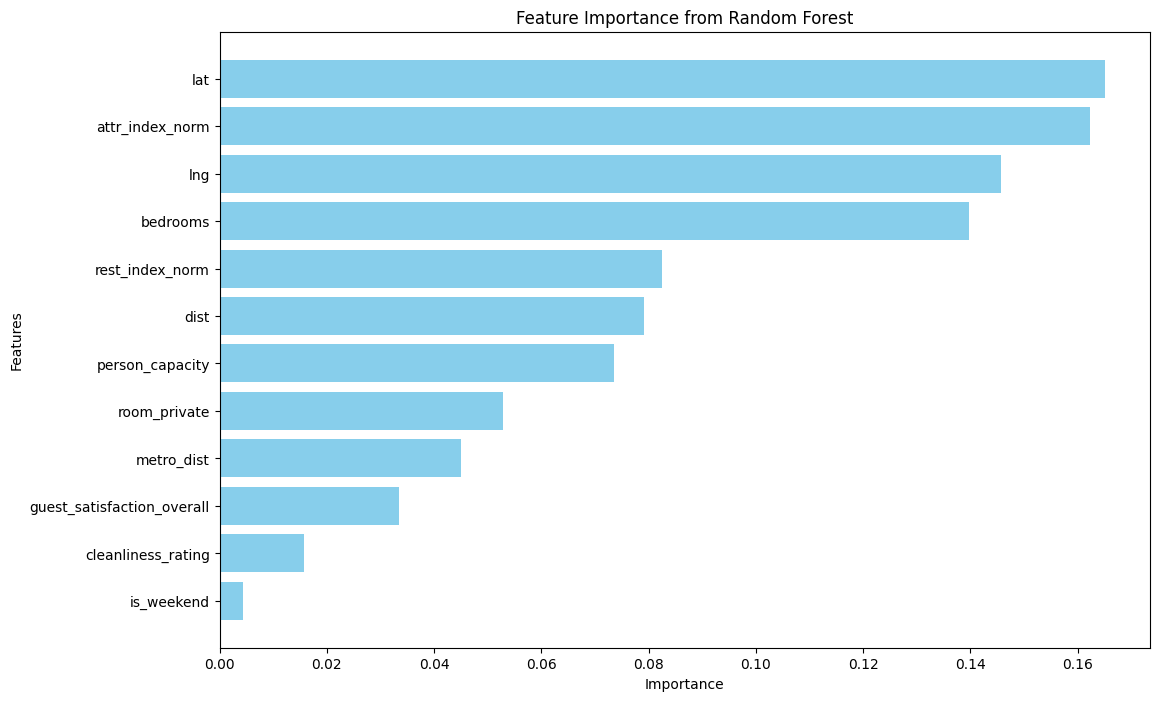 Feature Importance from Random Forest
Features
lat
attr_index_norm
lng
bedrooms
rest_index_norm
dist
person_capacity
room_private
metro_dist
guest_satisfaction_overall
cleanliness_rating
is_weekend
0.00 0.02 0.04 0.06 0.08 0.10 0.12 0.14 0.16
Importance